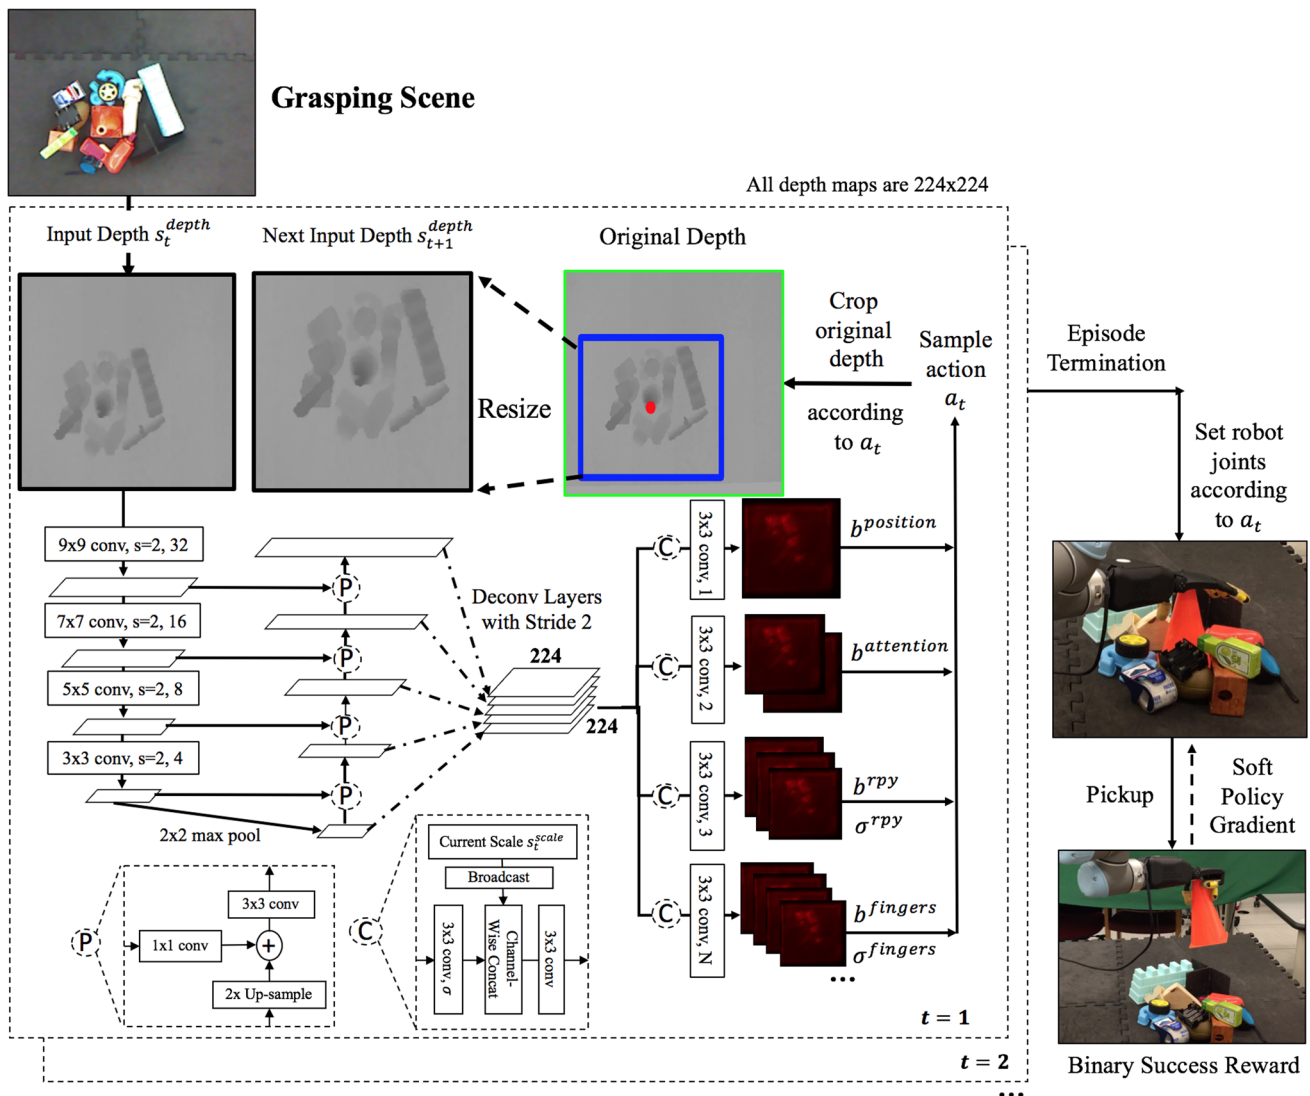 Grasping Scene
All depth maps are 224x224
Input Depth $s_t^{depth}$
Next Input Depth $s_{t+1}^{depth}$
Original Depth
Crop
original
depth
according
to $a_t$
Sample
action
$a_t$
Resize
Episode
Termination
Set robot
joints
according
to $a_t$
9x9 conv, s=2, 32
7x7 conv, s=2, 16
5x5 conv, s=2, 8
3x3 conv, s=2, 4
2x2 max pool
P
P
P
P
Deconv Layers
with Stride 2
224
224
C
3x3 conv, 1
$b^{position}$
C
3x3 conv, 2
$b^{attention}$
C
3x3 conv, 3
$b^{rpy}$
$\sigma^{rpy}$
C
3x3 conv, N
$b^{fingers}$
$\sigma^{fingers}$
...
P
3x3 conv
1x1 conv
+
2x Up-sample
C
Current Scale $s_t^{scale}$
Broadcast
3x3 conv, σ
Channel-
Wise Concat
3x3 conv
t = 1
t = 2
...
Pickup
Soft
Policy
Gradient
Binary Success Reward